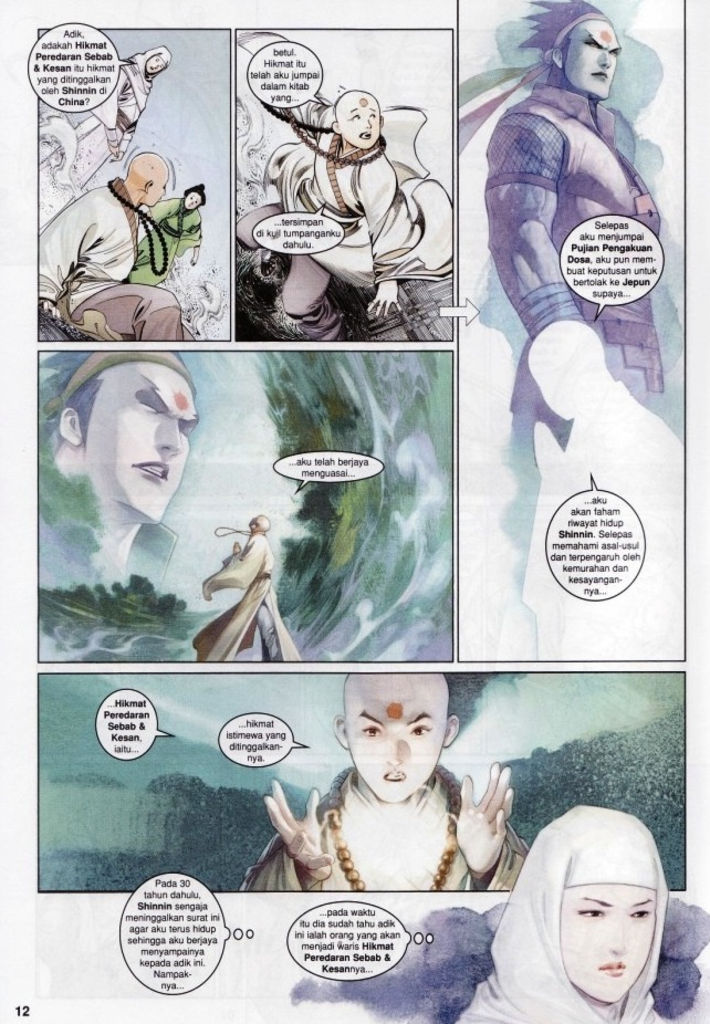 Adik,
adakah Hikmat
Peredaran Sebab
& Kesan itu hikmat
yang ditinggalkan
oleh Shinnin di
China?
betul.
Hikmat itu
telah aku jumpai
dalam kitab
yang...
...tersimpan
di kuil tumpanganku
dahulu.
Selepas
aku menjumpai
Pujian Pengakuan
Dosa, aku pun mem-
buat keputusan untuk
bertolak ke Jepun
supaya...
...aku
akan faham
riwayat hidup
Shinnin. Selepas
memahami asal-usul
dan terpengaruh oleh
kemurahan dan
kesayangan-
nya...
...aku telah berjaya
menguasai...
...Hikmat
Peredaran
Sebab &
Kesan,
iaitu...
...hikmat
istimewa yang
ditinggalkan-
nya.
Pada 30
tahun dahulu,
Shinnin sengaja
meninggalkan surat ini
agar aku terus hidup
sehingga aku berjaya
menyampainya
kepada adik ini.
Nampak-
nya...
...pada waktu
itu dia sudah tahu adik
ini ialah orang yang akan
menjadi waris Hikmat
Peredaran Sebab &
Kesannya...
12